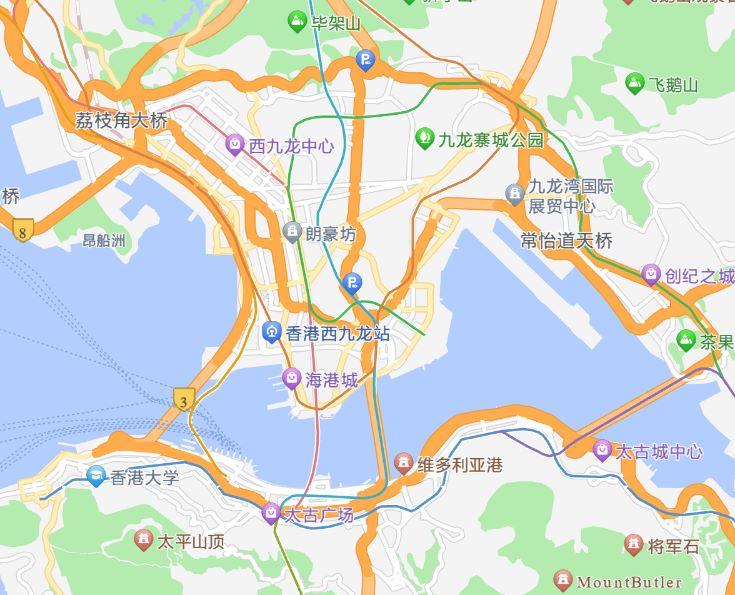 毕架山
P
飞鹅山
荔枝角大桥
西九龙中心
九龙寨城公园
桥
九龙湾国际
展贸中心
8
昂船洲
朗豪坊
常怡道天桥
创纪之城
P
香港西九龙站
茶果
海港城
3
太古城中心
维多利亚港
香港大学
太古广场
太平山顶
将军石
MountButler